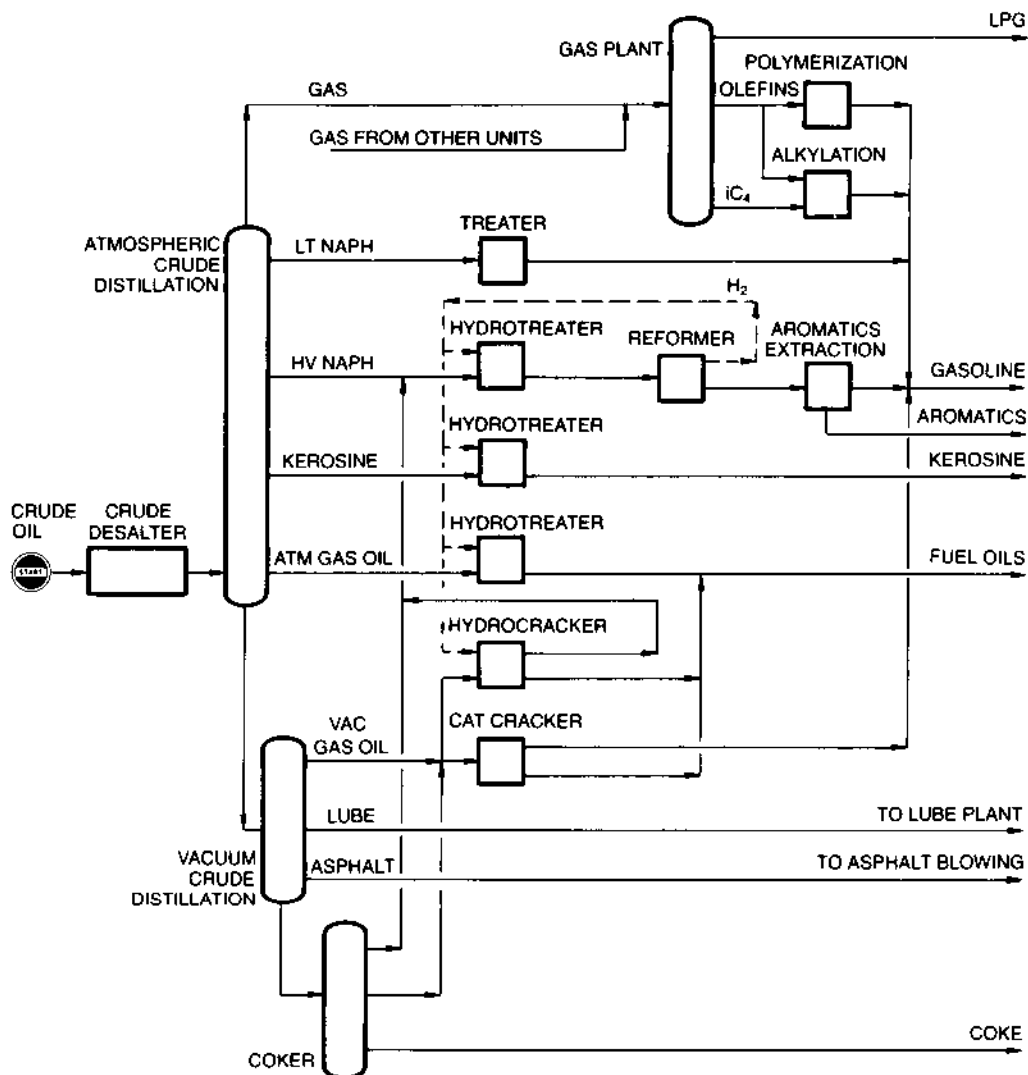 LPG
GAS PLANT
POLYMERIZATION
OLEFINS
GAS
GAS FROM OTHER UNITS
ALKYLATION
iC₄
TREATER
ATMOSPHERIC
CRUDE
DISTILLATION
LT NAPH
H₂
HYDROTREATER
REFORMER
AROMATICS
EXTRACTION
HV NAPH
GASOLINE
AROMATICS
HYDROTREATER
KEROSINE
KEROSINE
CRUDE
OIL
CRUDE
DESALTER
HYDROTREATER
START
ATM GAS OIL
FUEL OILS
HYDROCRACKER
VAC
GAS OIL
CAT CRACKER
LUBE
TO LUBE PLANT
VACUUM
CRUDE
DISTILLATION
ASPHALT
TO ASPHALT BLOWING
COKER
COKE